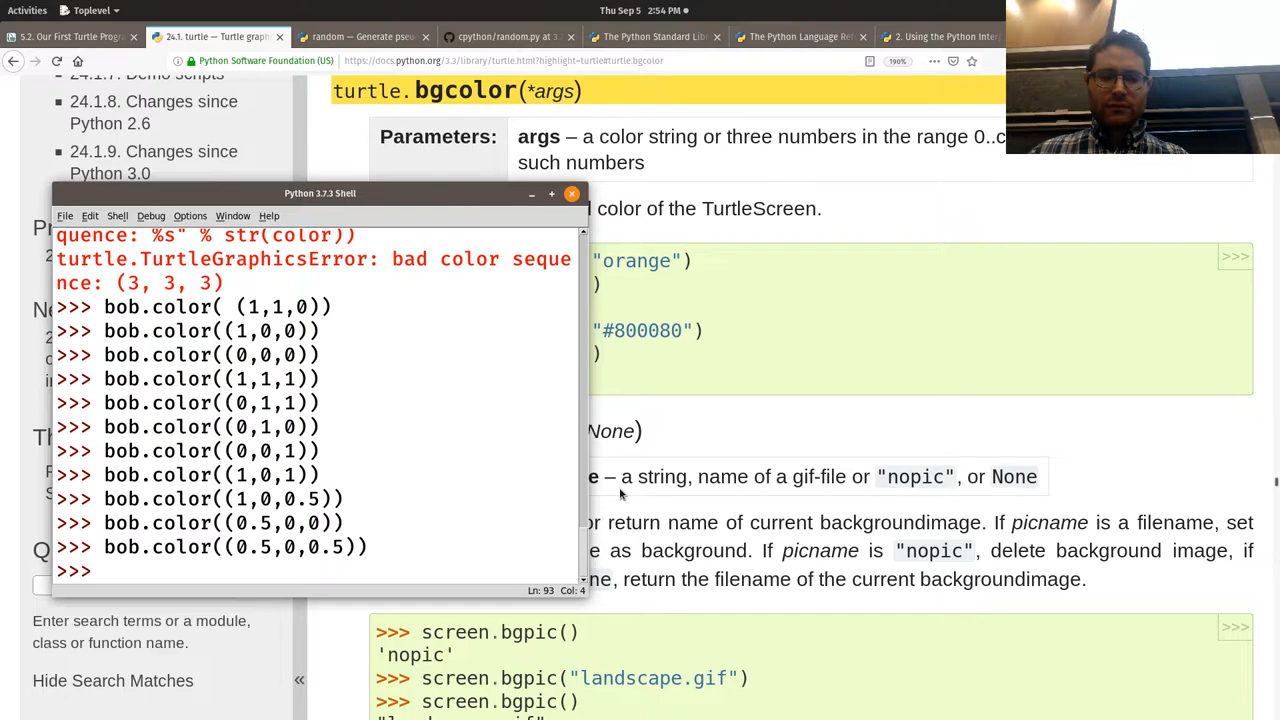 Activities
Toplevel
Thu Sep 5 2:54 PM
5.2. Our First Turtle Progra
24.1. turtle — Turtle graph
random — Generate pseu
cpython/random.py at 3.
The Python Standard Lib
The Python Language Re
2. Using the Python Interp
Python Software Foundation (US)
https://docs.python.org/3.3/library/turtle.html?highlight=turtle#turtle.bgcolor
190%
24.1.7. Demo scripts
24.1.8. Changes since
Python 2.6
24.1.9. Changes since
Python 3.0
turtle.bgcolor(*args)
Parameters:
args – a color string or three numbers in the range 0..c
such numbers
color of the TurtleScreen.
"orange")
)
"#800080")
)
None)
e – a string, name of a gif-file or "nopic", or None
or return name of current backgroundimage. If picname is a filename, set
e as background. If picname is "nopic", delete background image, if
ne, return the filename of the current backgroundimage.
>>> screen.bgpic()
'nopic'
>>> screen.bgpic("landscape.gif")
>>> screen.bgpic()
>>>
>>>
Python 3.7.3 Shell
File Edit Shell Debug Options Window Help
quence: %s" % str(color))
turtle.TurtleGraphicsError: bad color seque
nce: (3, 3, 3)
>>> bob.color( (1,1,0))
>>> bob.color((1,0,0))
>>> bob.color((0,0,0))
>>> bob.color((1,1,1))
>>> bob.color((0,1,1))
>>> bob.color((0,1,0))
>>> bob.color((0,0,1))
>>> bob.color((1,0,1))
>>> bob.color((1,0,0.5))
>>> bob.color((0.5,0,0))
>>> bob.color((0.5,0,0.5))
>>>
Ln: 93 Col: 4
Enter search terms or a module,
class or function name.
Hide Search Matches
«